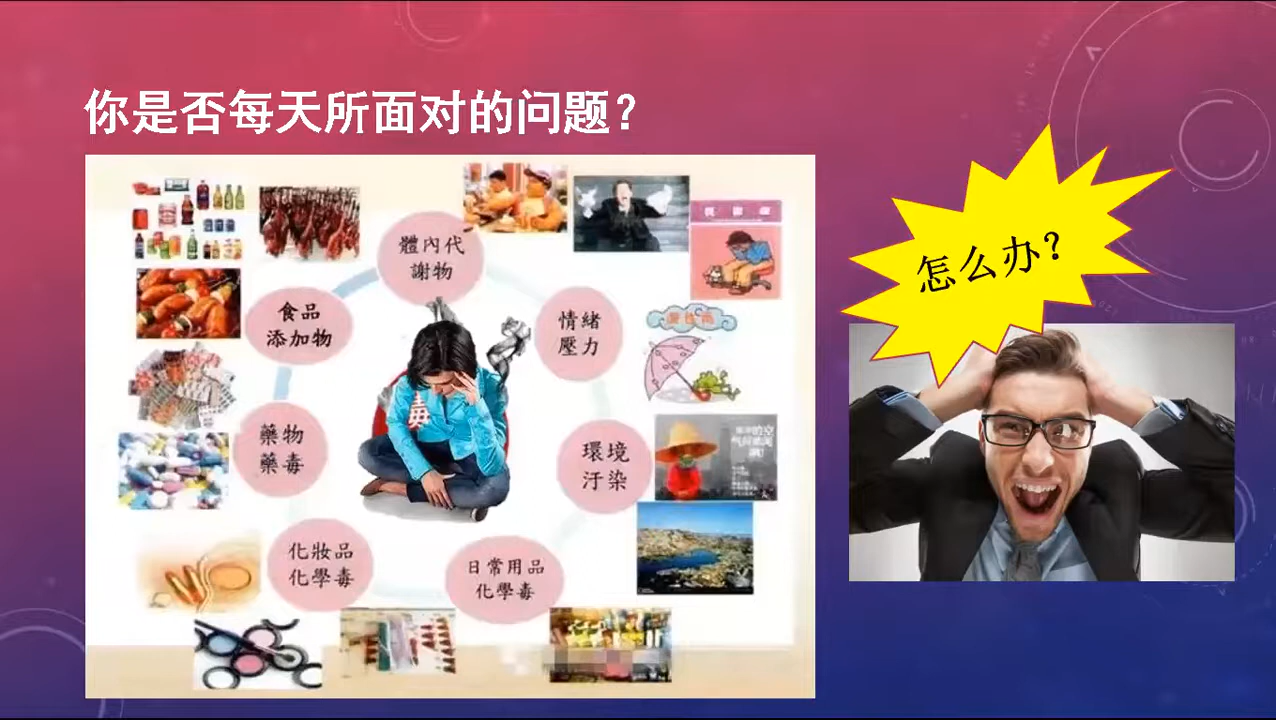 你是否每天所面对的问题？
體內代
謝物
食品
添加物
情緒
壓力
藥物
藥毒
毒
環境
汙染
化妝品
化學毒
日常用品
化學毒
怎么办？